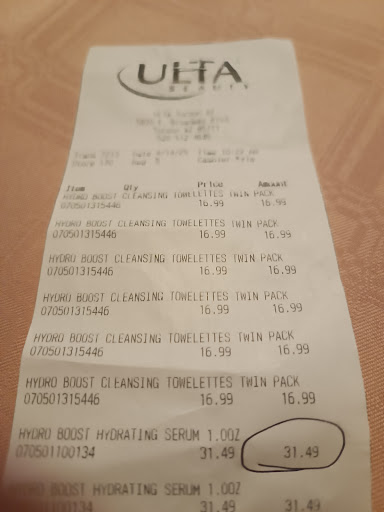 ULTA
BEAUTY
Item Qty Price Amount
HYDRO BOOST CLEANSING TOWELETTES TWIN PACK
070501315446 16.99 16.99
HYDRO BOOST CLEANSING TOWELETTES TWIN PACK
070501315446 16.99 16.99
HYDRO BOOST CLEANSING TOWELETTES TWIN PACK
070501315446 16.99 16.99
HYDRO BOOST CLEANSING TOWELETTES TWIN PACK
070501315446 16.99 16.99
HYDRO BOOST CLEANSING TOWELETTES TWIN PACK
070501315446 16.99 16.99
HYDRO BOOST CLEANSING TOWELETTES TWIN PACK
070501315446 16.99 16.99
HYDRO BOOST HYDRATING SERUM 1.0OZ
070501100134 31.49 31.49
HYDRO BOOST HYDRATING SERUM 1.0OZ
31.49 31.49